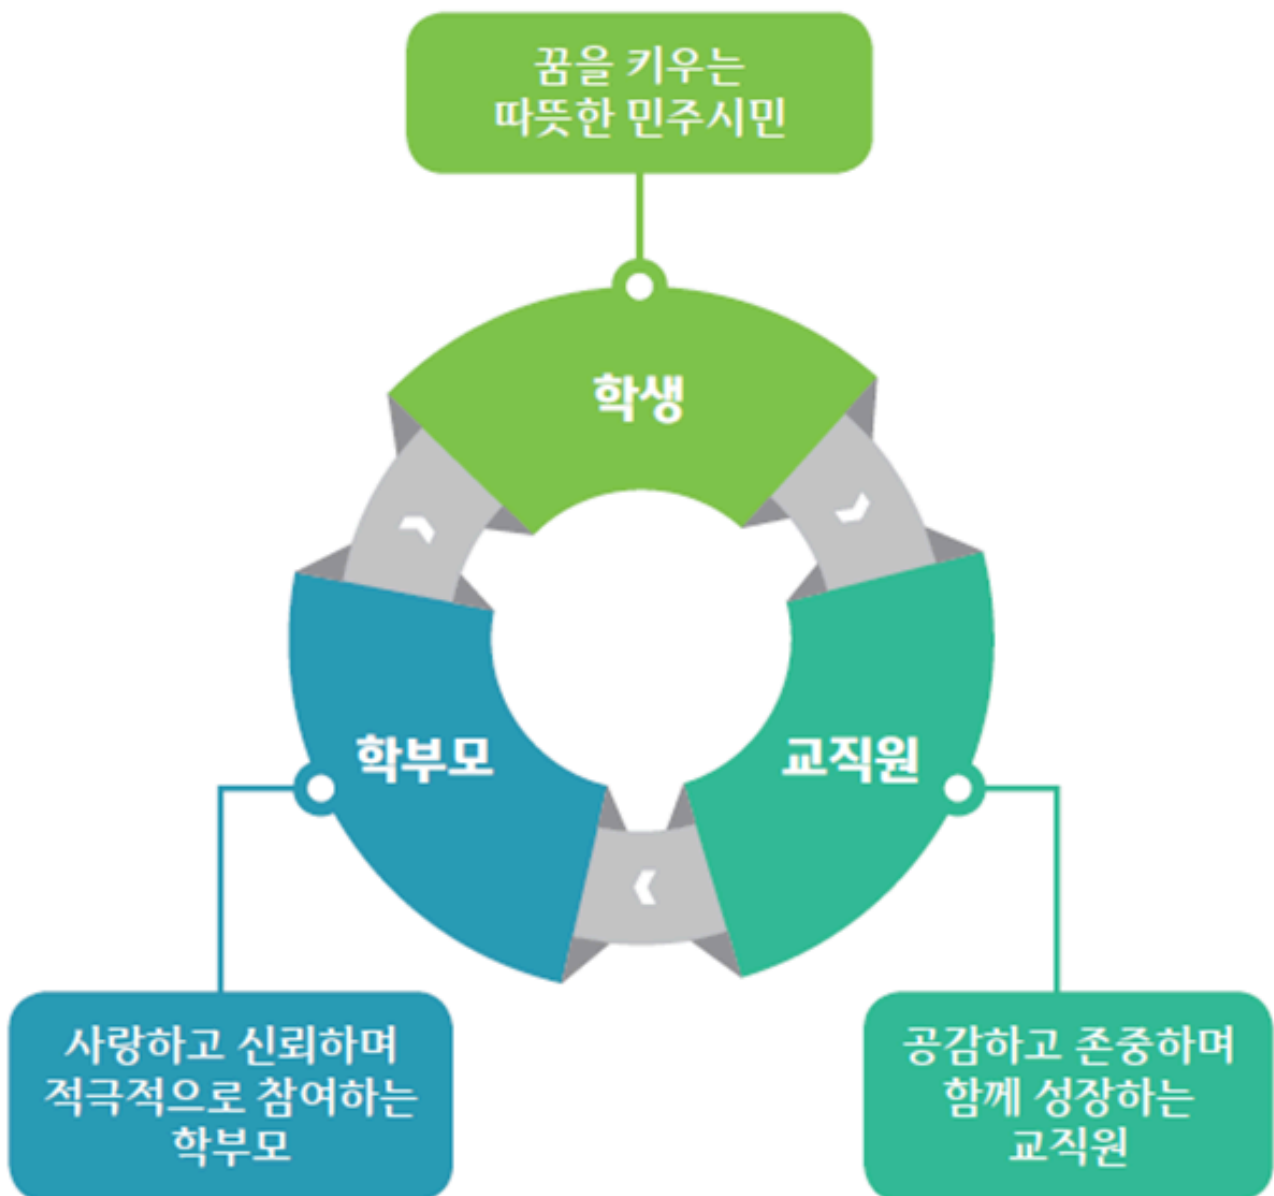 꿈을 키우는
따뜻한 민주시민
학생
학부모
교직원
사랑하고 신뢰하며
적극적으로 참여하는
학부모
공감하고 존중하며
함께 성장하는
교직원